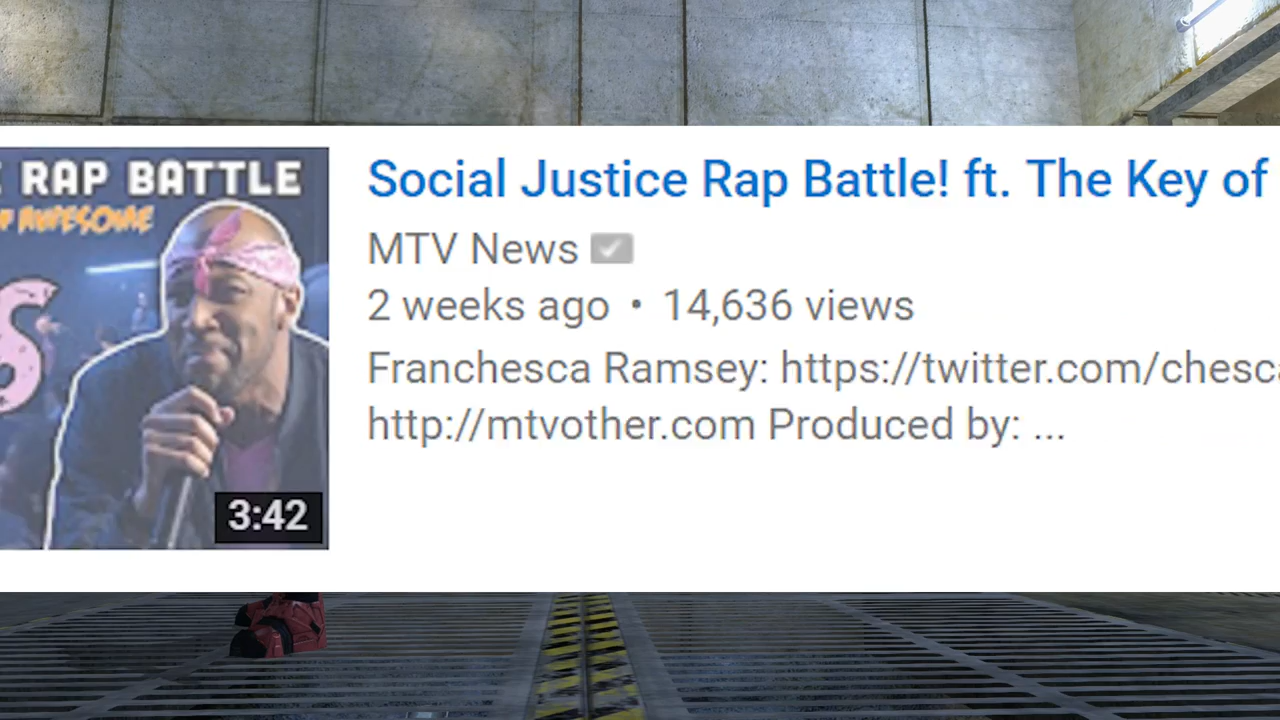 RAP BATTLE
AWESOME
Social Justice Rap Battle! ft. The Key of
MTV News
2 weeks ago • 14,636 views
Franchesca Ramsey: https://twitter.com/chesca
http://mtvother.com Produced by: ...
3:42